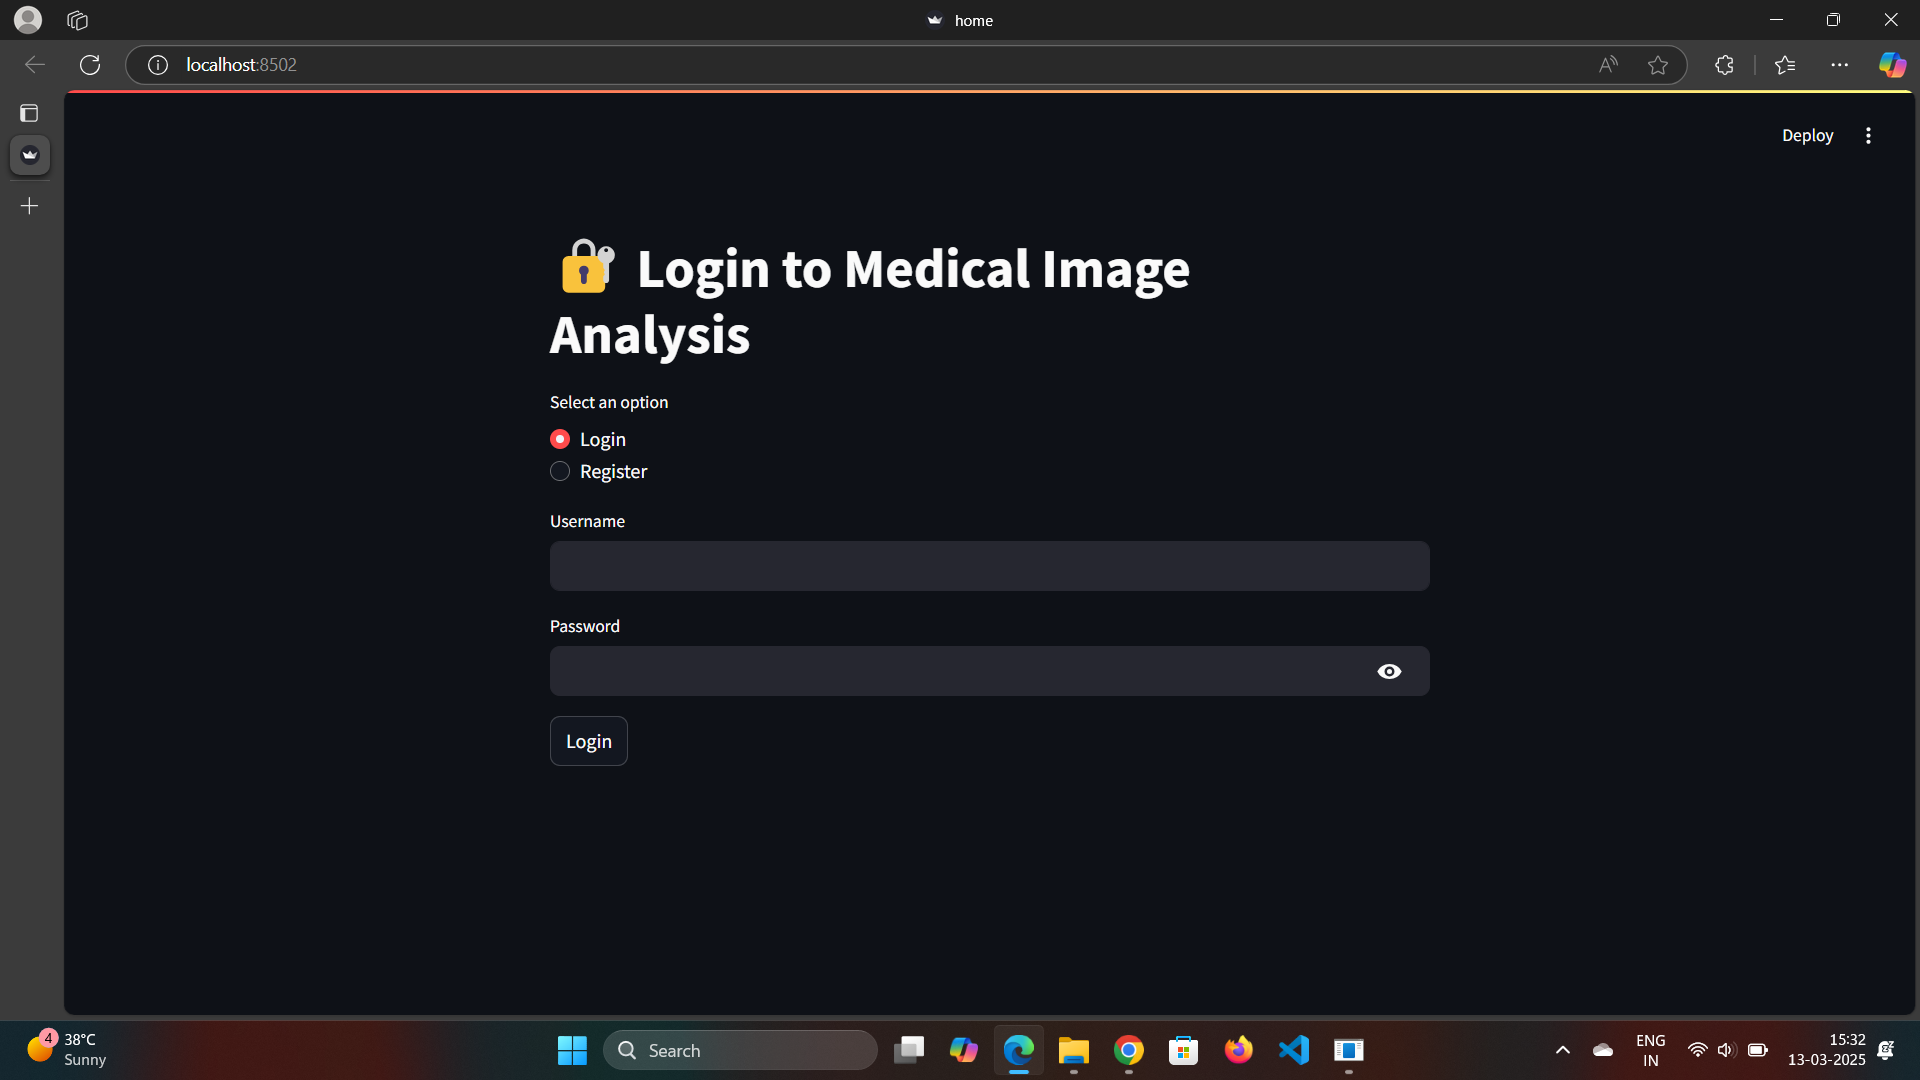 home
localhost:8502
Deploy
Login to Medical Image
Analysis
Select an option
Login
Register
Username
Password
Login
4
38°C
Sunny
Search
ENG
IN
15:32
13-03-2025